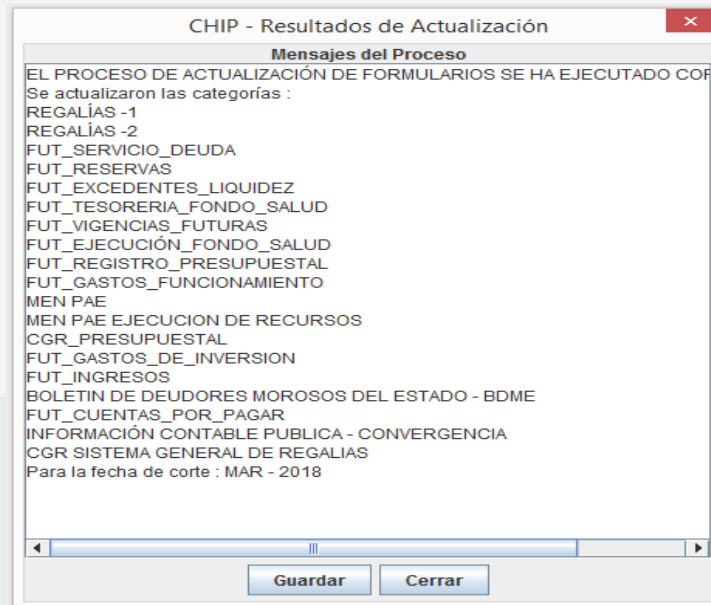 CHIP - Resultados de Actualización
Mensajes del Proceso
EL PROCESO DE ACTUALIZACIÓN DE FORMULARIOS SE HA EJECUTADO
Se actualizaron las categorías :
REGALÍAS -1
REGALÍAS -2
FUT_SERVICIO_DEUDA
FUT_RESERVAS
FUT_EXCEDENTES_LIQUIDEZ
FUT_TESORERIA_FONDO_SALUD
FUT_VIGENCIAS_FUTURAS
FUT_EJECUCIÓN_FONDO_SALUD
FUT_REGISTRO_PRESUPUESTAL
FUT_GASTOS_FUNCIONAMIENTO
MEN PAE
MEN PAE EJECUCION DE RECURSOS
CGR_PRESUPUESTAL
FUT_GASTOS_DE_INVERSION
FUT_INGRESOS
BOLETIN DE DEUDORES MOROSOS DEL ESTADO - BDME
FUT_CUENTAS_POR_PAGAR
INFORMACIÓN CONTABLE PUBLICA - CONVERGENCIA
CGR SISTEMA GENERAL DE REGALIAS
Para la fecha de corte : MAR - 2018
Guardar Cerrar